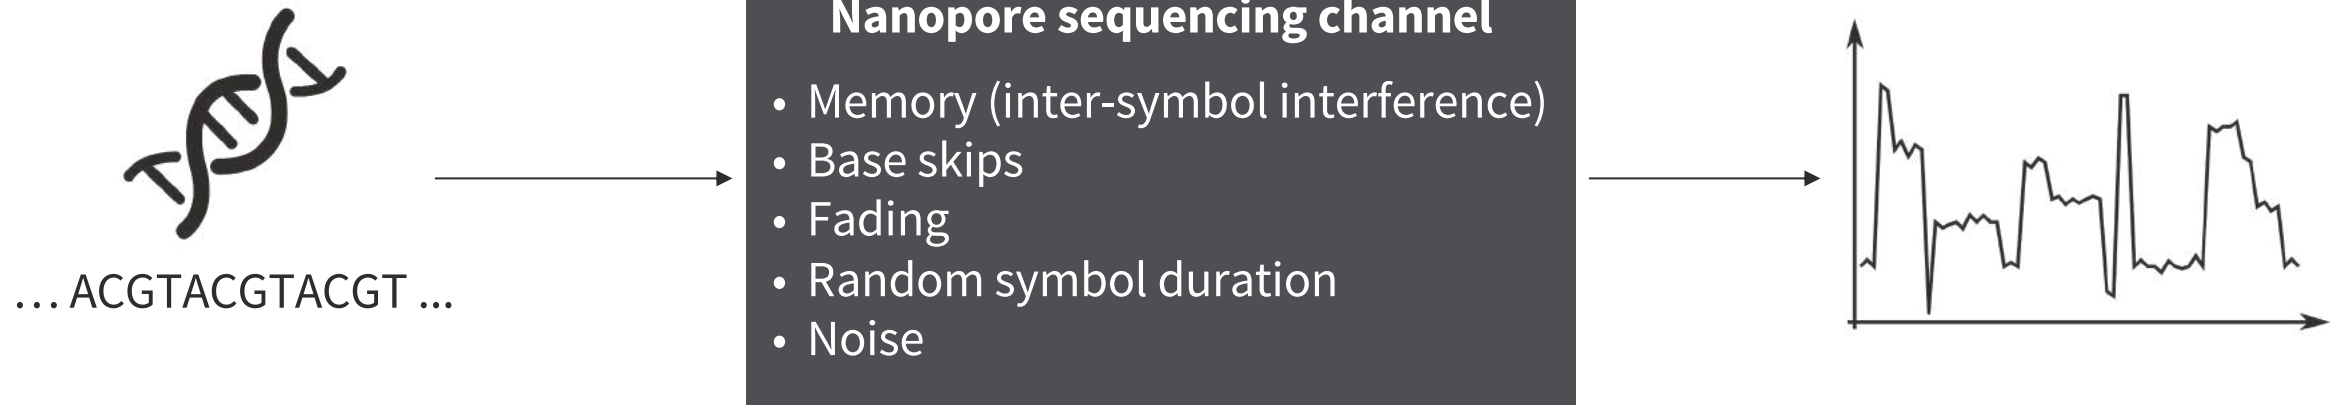 Nanopore sequencing channel
• Memory (inter-symbol interference)
• Base skips
• Fading
• Random symbol duration
• Noise
... ACGTACGTACGT ...